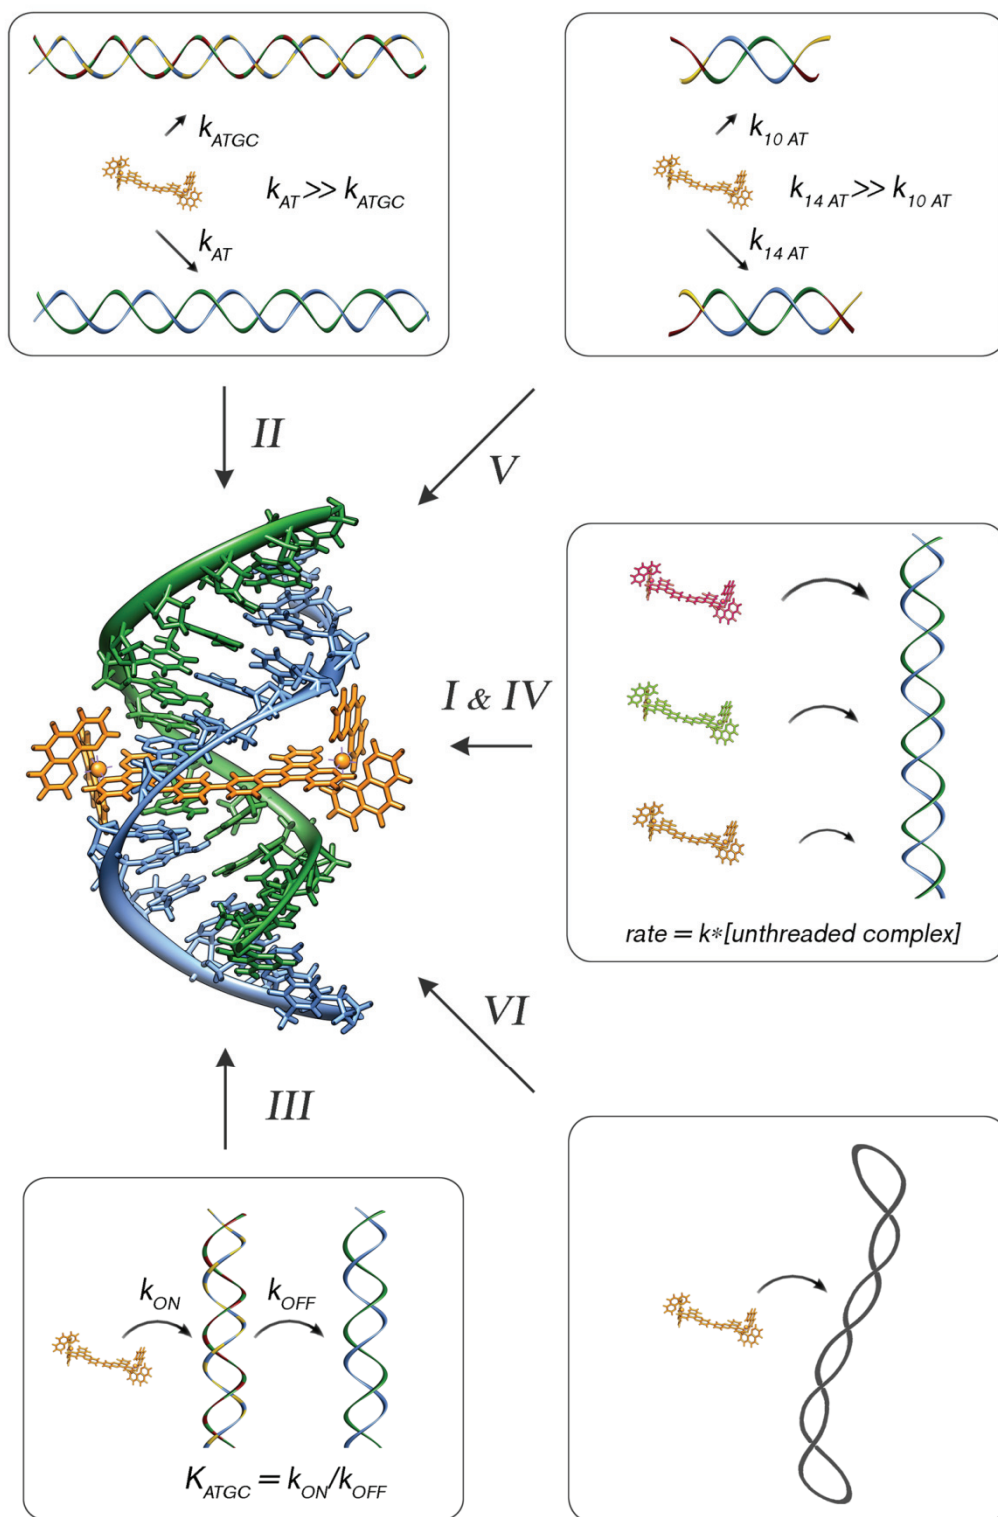 k_ATGC
k_AT >> k_ATGC
k_AT
k_10 AT
k_14 AT >> k_10 AT
k_14 AT
II
V
I & IV
rate = k*[unthreaded complex]
VI
III
k_ON
k_OFF
K_ATGC = k_ON/k_OFF